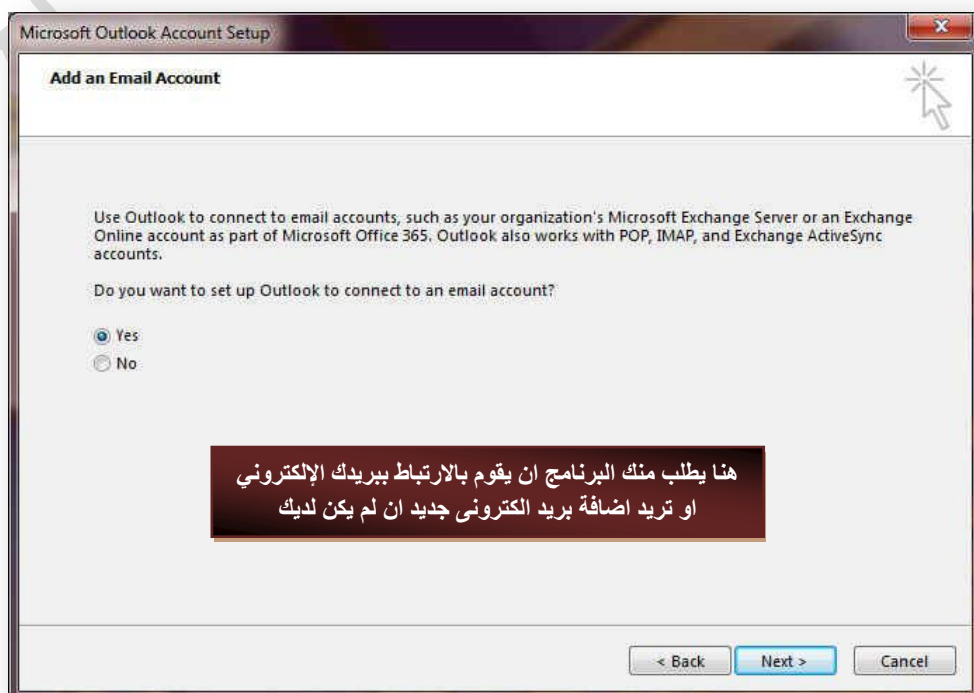 Microsoft Outlook Account Setup
Add an Email Account
Use Outlook to connect to email accounts, such as your organization's Microsoft Exchange Server or an Exchange
Online account as part of Microsoft Office 365. Outlook also works with POP, IMAP, and Exchange ActiveSync
accounts.
Do you want to set up Outlook to connect to an email account?
Yes
No
هنا يطلب منك البرنامج ان يقوم بالارتباط ببريدك الإلكتروني
او تريد اضافة بريد الكترونى جديد ان لم يكن لديك
< Back
Next >
Cancel